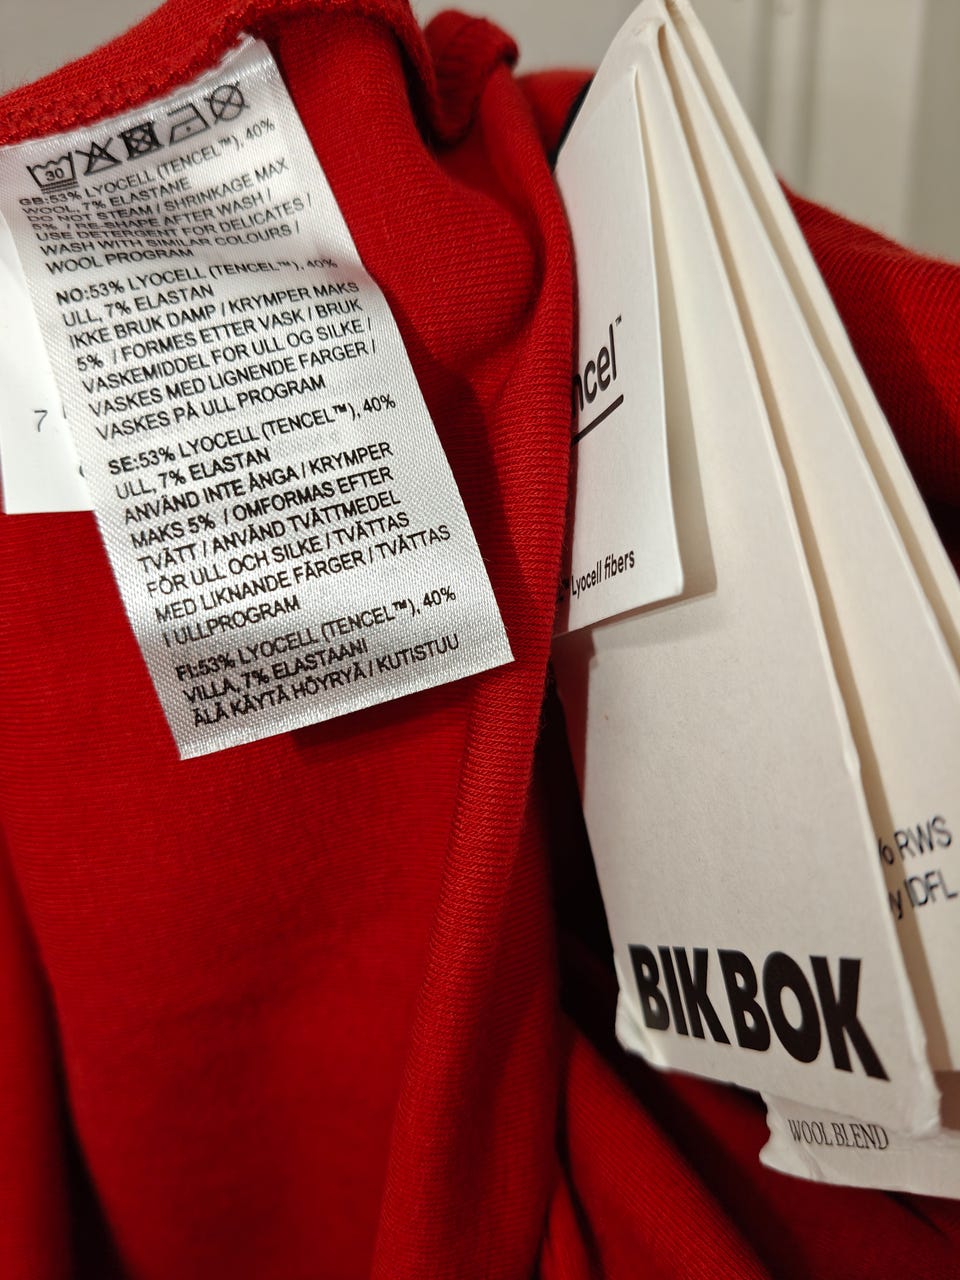 30
GB:53% LYOCELL (TENCEL™), 40%
WOOL, 7% ELASTANE
DO NOT STEAM / SHRINKAGE MAX
5% / RE-SHAPE AFTER WASH /
USE DETERGENT FOR DELICATES /
WASH WITH SIMILAR COLOURS /
WOOL PROGRAM
NO:53% LYOCELL (TENCEL™), 40%
ULL, 7% ELASTAN
IKKE BRUK DAMP / KRYMPER MAKS
5% / FORMES ETTER VASK / BRUK
VASKEMIDDEL FOR ULL OG SILKE /
VASKES MED LIGNENDE FARGER /
VASKES PÅ ULL PROGRAM
SE:53% LYOCELL (TENCEL™), 40%
ULL, 7% ELASTAN
ANVÄND INTE ÅNGA / KRYMPER
MAKS 5% / OMFORMAS EFTER
TVÄTT / ANVÄND TVÄTTMEDEL
FÖR ULL OCH SILKE / TVÄTTAS
MED LIKNANDE FÄRGER / TVÄTTAS
I ULLPROGRAM
FI:53% LYOCELL (TENCEL™), 40%
VILLA, 7% ELASTAANI
ÄLÄ KÄYTÄ HÖYRYÄ / KUTISTUU
7
ncel™
Lyocell fibers
% RWS
y IDFL
BIK BOK
WOOL BLEND